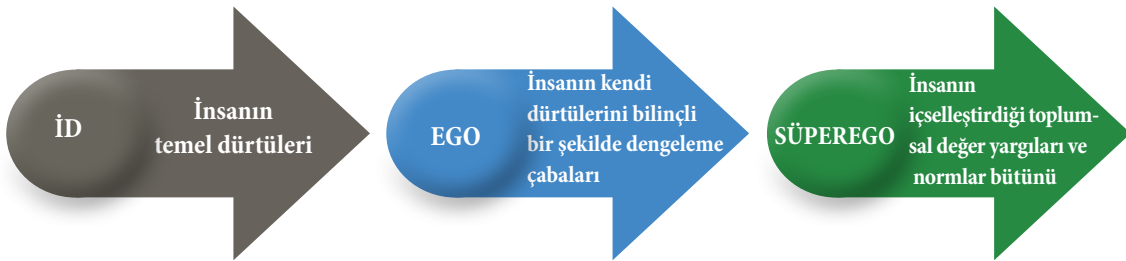 İD
İnsanın
temel dürtüleri
EGO
İnsanın kendi
dürtülerini bilinçli
bir şekilde dengeleme
çabaları
SÜPEREGO
İnsanın
içselleştirdiği toplum-
sal değer yargıları ve
normlar bütünü